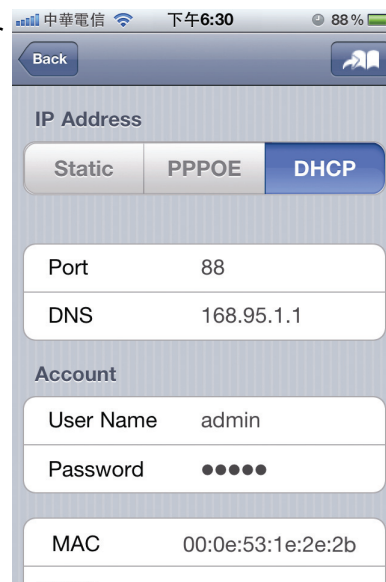 中華電信 下午6:30 88%
Back
IP Address
Static PPPOE DHCP
Port 88
DNS 168.95.1.1
Account
User Name admin
Password ●●●●●
MAC 00:0e:53:1e:2e:2b